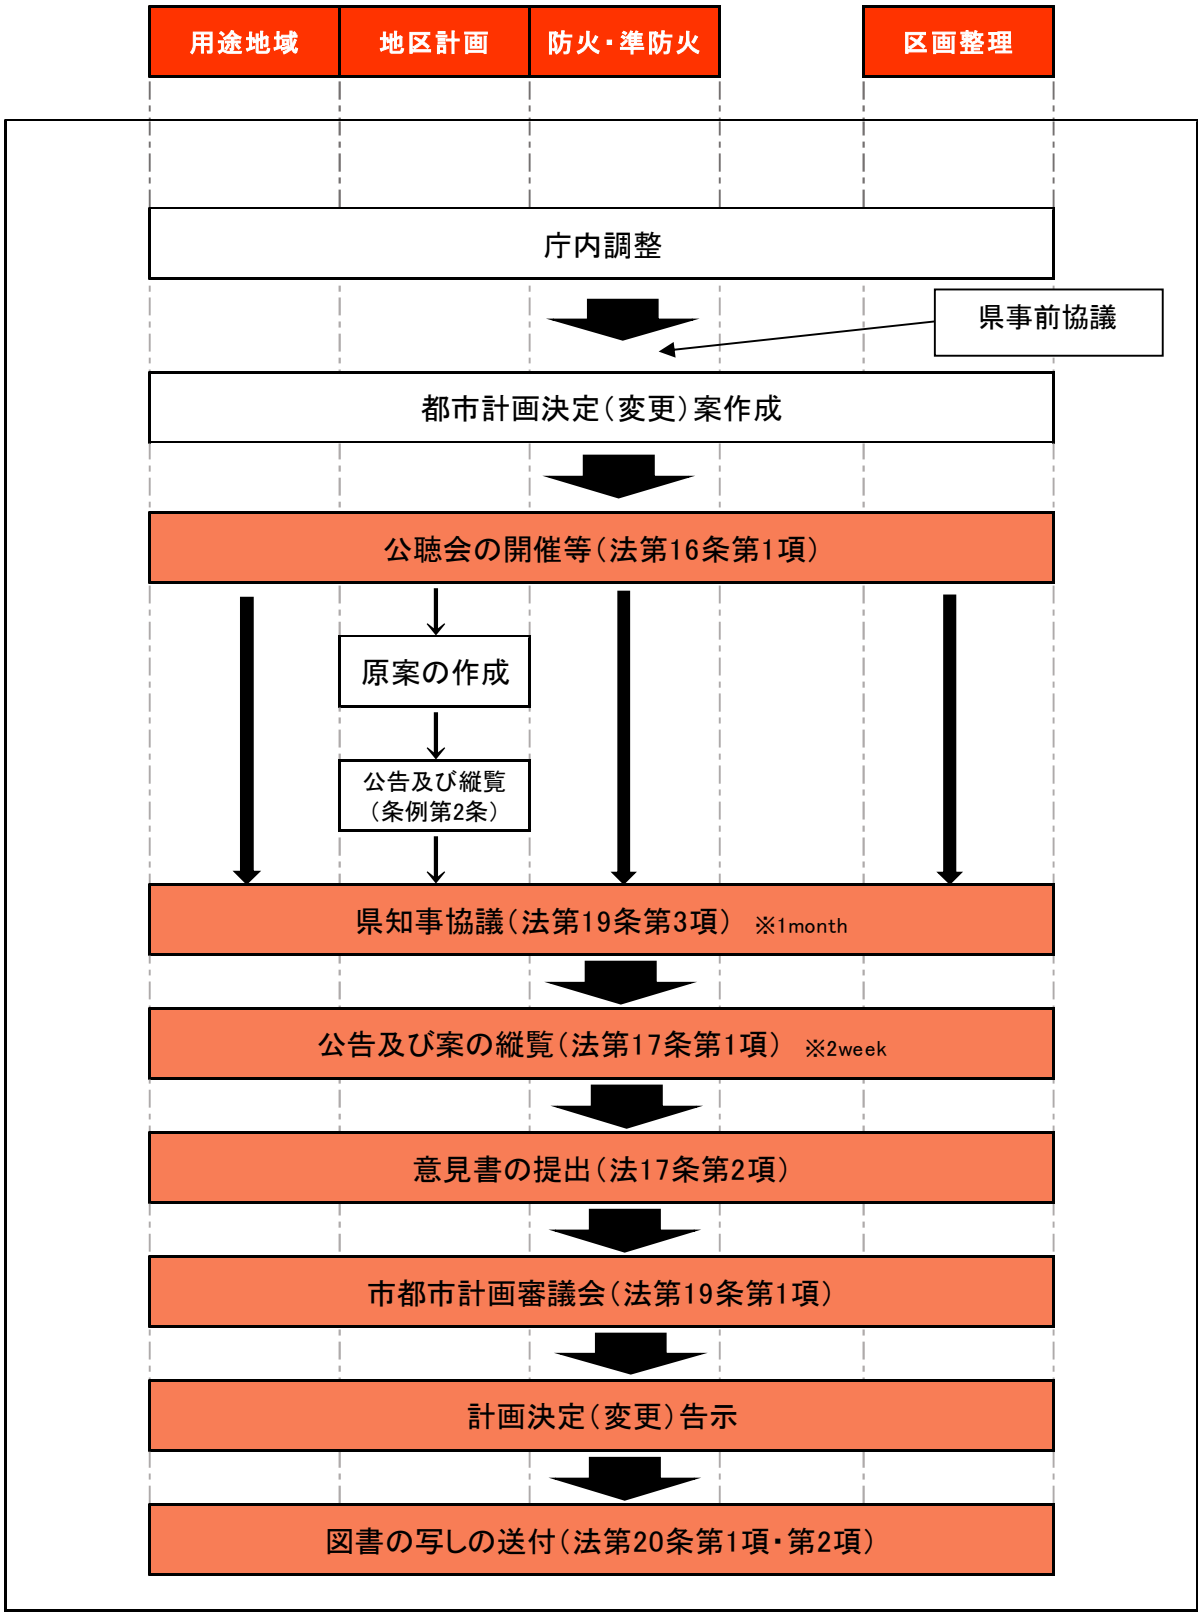 用途地域
地区計画
防火・準防火
区画整理
庁内調整
県事前協議
都市計画決定(変更)案作成
公聴会の開催等(法第16条第1項)
原案の作成
公告及び縦覧
(条例第2条)
県知事協議(法第19条第3項) ※1month
公告及び案の縦覧(法第17条第1項) ※2week
意見書の提出(法17条第2項)
市都市計画審議会(法第19条第1項)
計画決定(変更)告示
図書の写しの送付(法第20条第1項・第2項)